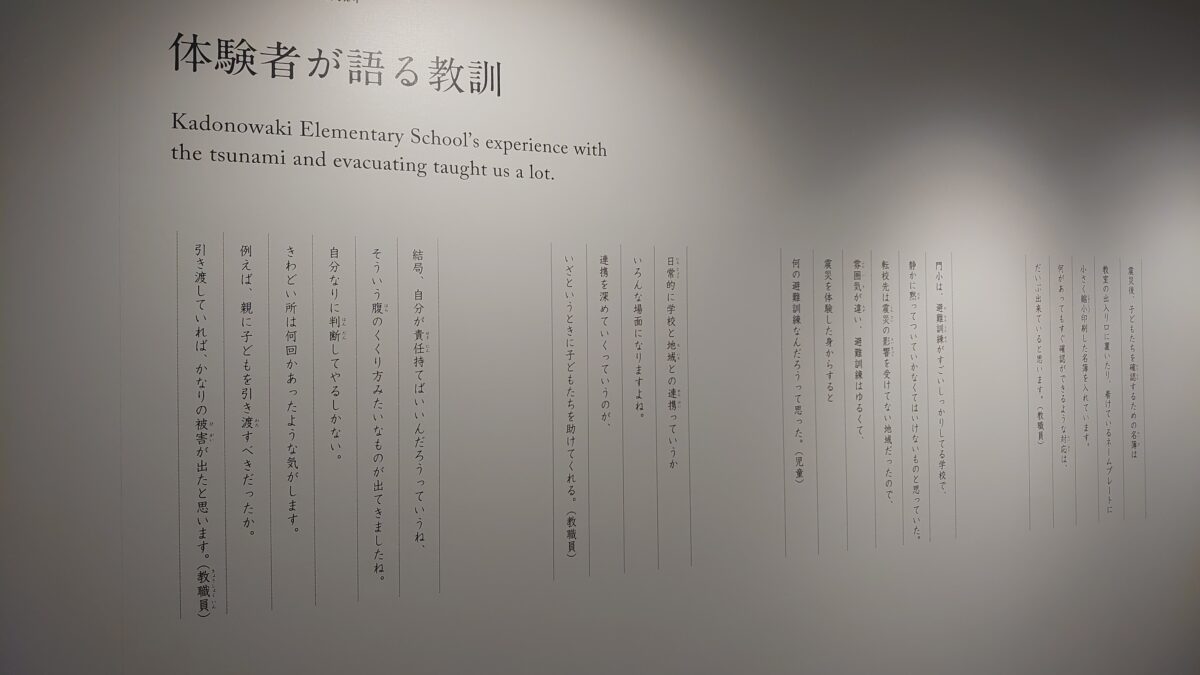 体験者が語る教訓
Kadonowaki Elementary School's experience with
the tsunami and evacuating taught us a lot.
震災後、子どもたちを確認するための名簿は
教室の出入り口に置いたり、着けているネームプレートに
小さく縮小印刷した名簿を入れています。
何があってもすぐ確認ができるような対応は、
だいぶ出来ていると思います。（教職員）
門小は、避難訓練がすごいしっかりしてる学校で、
静かに黙ってついていかなくてはいけないものと思っていた。
転校先は震災の影響を受けてない地域だったので、
雰囲気が違い、避難訓練はゆるくて、
震災を体験した身からすると
何の避難訓練なんだろうって思った。（児童）
日常的に学校と地域との連携っていうか
いろんな場面になりますよね。
連携を深めていくっていうのが、
いざというときに子どもたちを助けてくれる。（教職員）
結局、自分が責任持てばいいんだろうっていうね、
そういう腹のくくり方みたいなものが出てきましたね。
自分なりに判断してやるしかない。
きわどい所は何回かあったような気がします。
例えば、親に子どもを引き渡すべきだったか。
引き渡していれば、かなりの被害が出たと思います。（教職員）